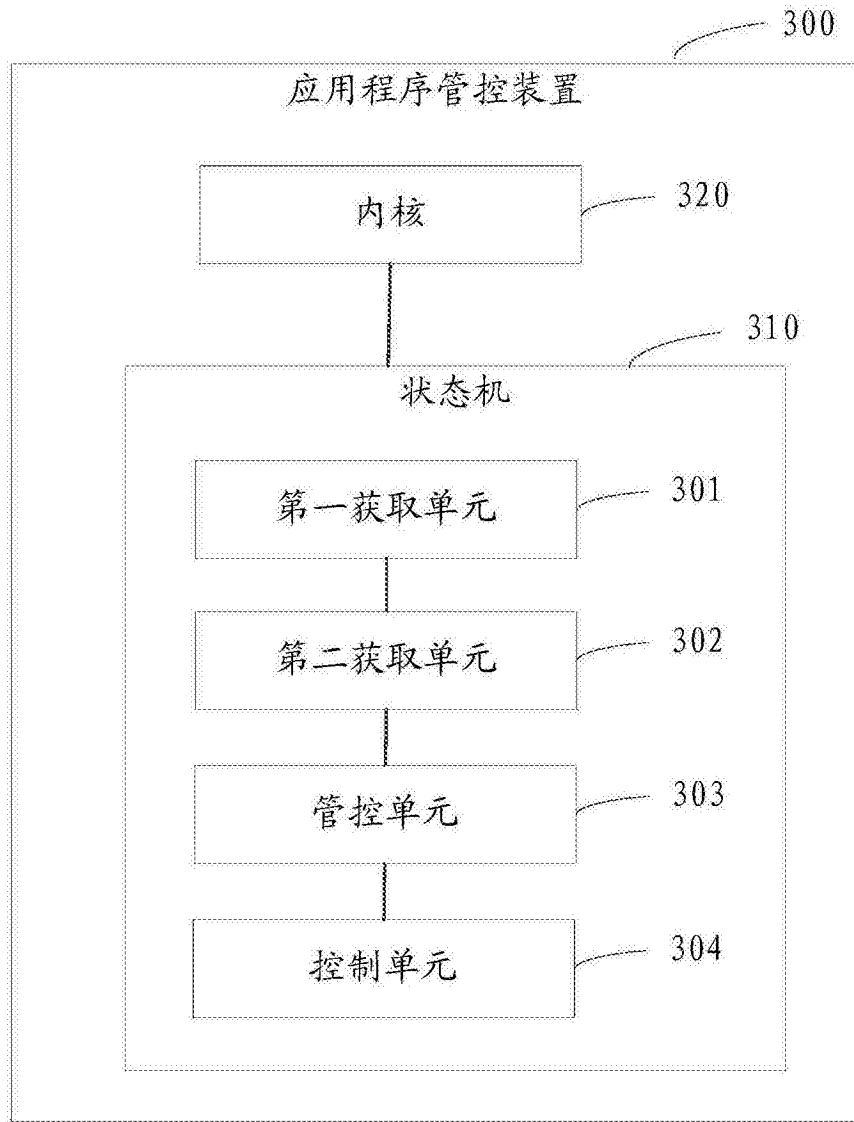 300
应用程序管控装置
内核
320
310
状态机
第一获取单元
301
第二获取单元
302
管控单元
303
控制单元
304